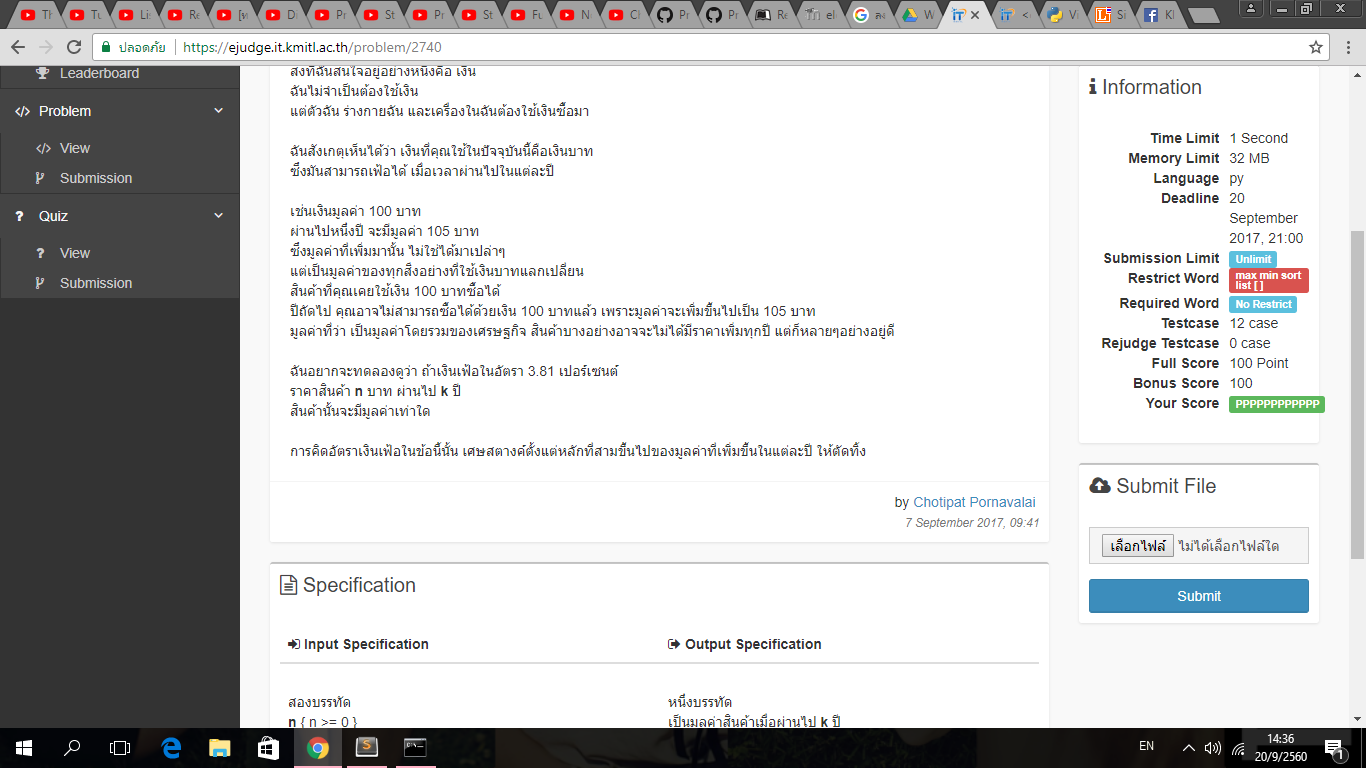 Th
Tu
Lis
Re
[ห
Di
Pr
St
Pr
St
Fu
N
Cl
Pr
Pr
Re
el
ลง
W
Vi
Si
KI
ปลอดภัย
https://ejudge.it.kmitl.ac.th/problem/2740
Leaderboard
Problem
View
Submission
Quiz
View
Submission
สิ่งที่ฉันสนใจอยู่อย่างหนึ่งคือ เงิน
ฉันไม่จำเป็นต้องใช้เงิน
แต่ตัวฉัน ร่างกายฉัน และเครื่องในฉันต้องใช้เงินซื้อมา
ฉันสังเกตุเห็นได้ว่า เงินที่คุณใช้ในปัจจุบันนี้คือเงินบาท
ซึ่งมันสามารถเฟ้อได้ เมื่อเวลาผ่านไปในแต่ละปี
เช่นเงินมูลค่า 100 บาท
ผ่านไปหนึ่งปี จะมีมูลค่า 105 บาท
ซึ่งมูลค่าที่เพิ่มมานั้น ไม่ใช่ได้มาเปล่าๆ
แต่เป็นมูลค่าของทุกสิ่งอย่างที่ใช้เงินบาทแลกเปลี่ยน
สินค้าที่คุณเคยใช้เงิน 100 บาทซื้อได้
ปีถัดไป คุณอาจไม่สามารถซื้อได้ด้วยเงิน 100 บาทแล้ว เพราะมูลค่าจะเพิ่มขึ้นไปเป็น 105 บาท
มูลค่าที่ว่า เป็นมูลค่าโดยรวมของเศรษฐกิจ สินค้าบางอย่างอาจจะไม่ได้มีราคาเพิ่มทุกปี แต่ก็หลายๆอย่างอยู่ดี
ฉันอยากจะทดลองดูว่า ถ้าเงินเฟ้อในอัตรา 3.81 เปอร์เซนต์
ราคาสินค้า n บาท ผ่านไป k ปี
สินค้านั้นจะมีมูลค่าเท่าใด
การคิดอัตราเงินเฟ้อในข้อนี้นั้น เศษสตางค์ตั้งแต่หลักที่สามขึ้นไปของมูลค่าที่เพิ่มขึ้นในแต่ละปี ให้ตัดทิ้ง
by Chotipat Pornavalai
7 September 2017, 09:41
Specification
Input Specification
Output Specification
สองบรรทัด
n { n >= 0 }
หนึ่งบรรทัด
เป็นมูลค่าสินค้าเมื่อผ่านไป k ปี
Information
Time Limit 1 Second
Memory Limit 32 MB
Language py
Deadline 20
September
2017, 21:00
Submission Limit Unlimit
Restrict Word max min sort
list [ ]
Required Word No Restrict
Testcase 12 case
Rejudge Testcase 0 case
Full Score 100 Point
Bonus Score 100
Your Score PPPPPPPPPPPP
Submit File
เลือกไฟล์ ไม่ได้เลือกไฟล์ใด
Submit
EN
14:36
20/9/2560
1